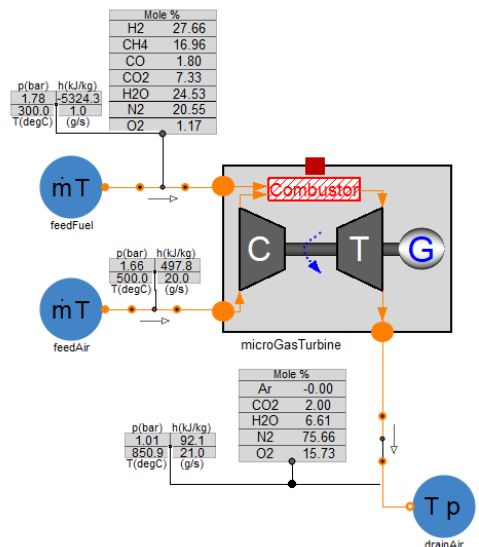 Mole %
H2 27.66
CH4 16.96
CO 1.80
CO2 7.33
H2O 24.53
N2 20.55
O2 1.17
p(bar) h(kJ/kg)
1.78 -5324.3
300.0 1.0
T(degC) (g/s)
ṁ T
feedFuel
Combustor
C
T
G
p(bar) h(kJ/kg)
1.66 497.8
500.0 20.0
T(degC) (g/s)
ṁ T
feedAir
microGasTurbine
Mole %
Ar -0.00
CO2 2.00
H2O 6.61
N2 75.66
O2 15.73
p(bar) h(kJ/kg)
1.01 92.1
850.9 21.0
T(degC) (g/s)
T p
drainAir